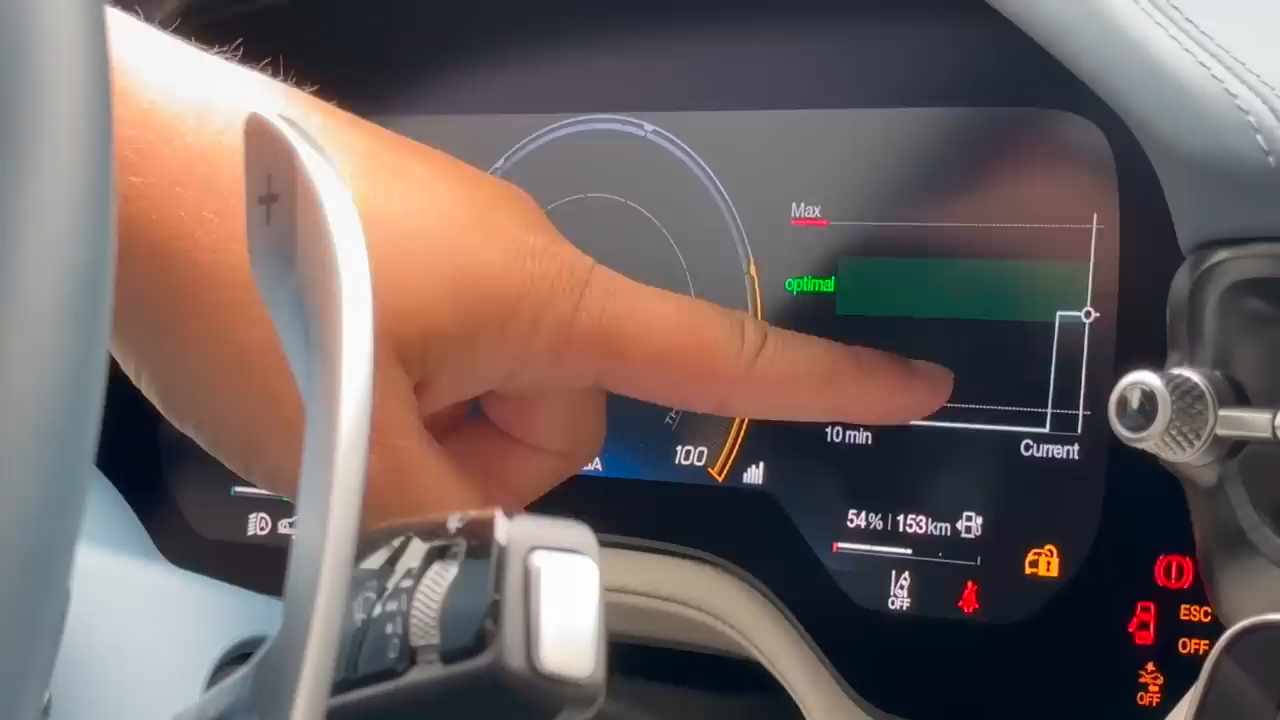 +
Max
optimal
10 min
Current
100
54% | 153km
OFF
ESC
OFF
OFF